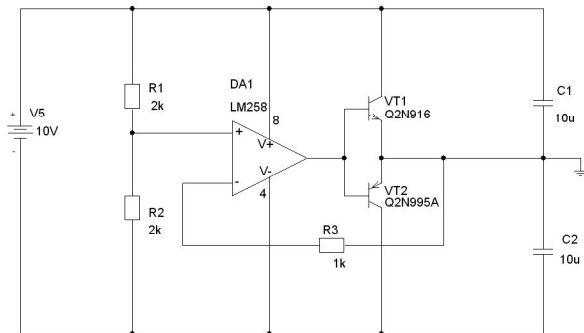 +
V5
10V
-
R1
2k
R2
2k
DA1
LM258
8
+
V+
V-
-
4
VT1
Q2N916
VT2
Q2N995A
R3
1k
C1
10u
C2
10u